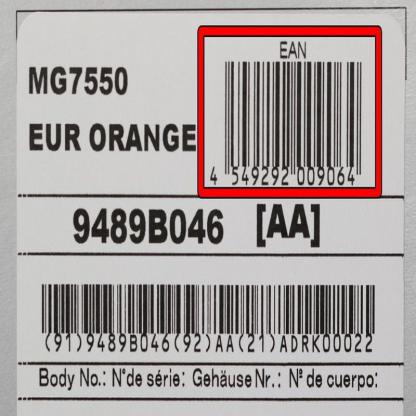 MG7550
EUR ORANGE
EAN
4 549292 009064
9489B046 [AA]
(91)9489B046(92)AA(21)ADRK00022
Body No.: N°de série: Gehäuse Nr.: Nº de cuerpo: